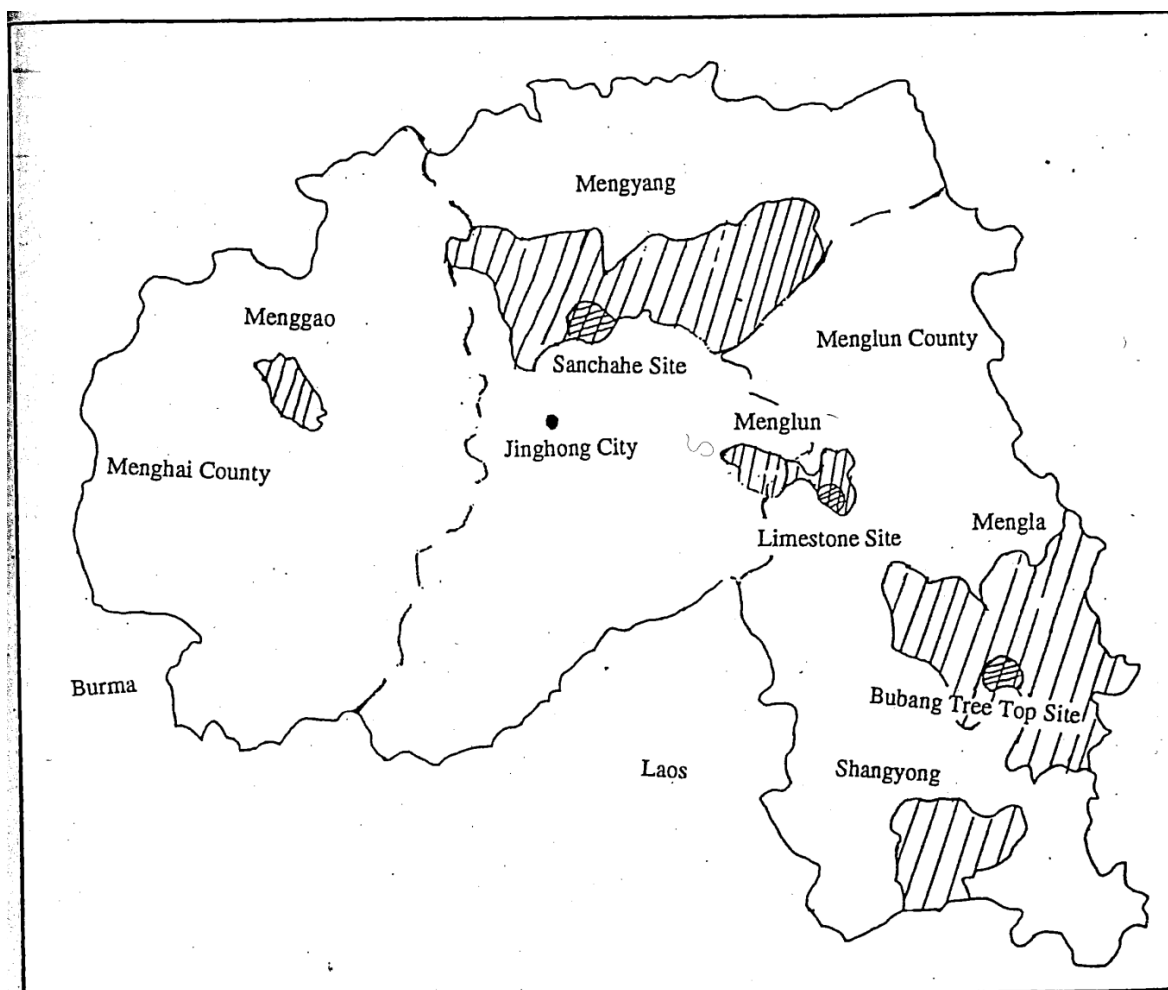 Mengyang
Menggao
Menglun County
Sanchahe Site
Menglun
Jinghong City
Menghai County
Mengla
Limestone Site
Burma
Bubang Tree Top Site
Laos
Shangyong